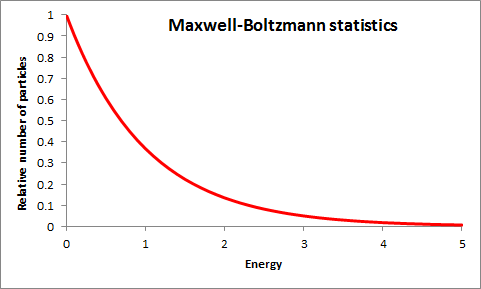 Maxwell-Boltzmann statistics
Relative number of particles
1
0.9
0.8
0.7
0.6
0.5
0.4
0.3
0.2
0.1
0
0 1 2 3 4 5
Energy